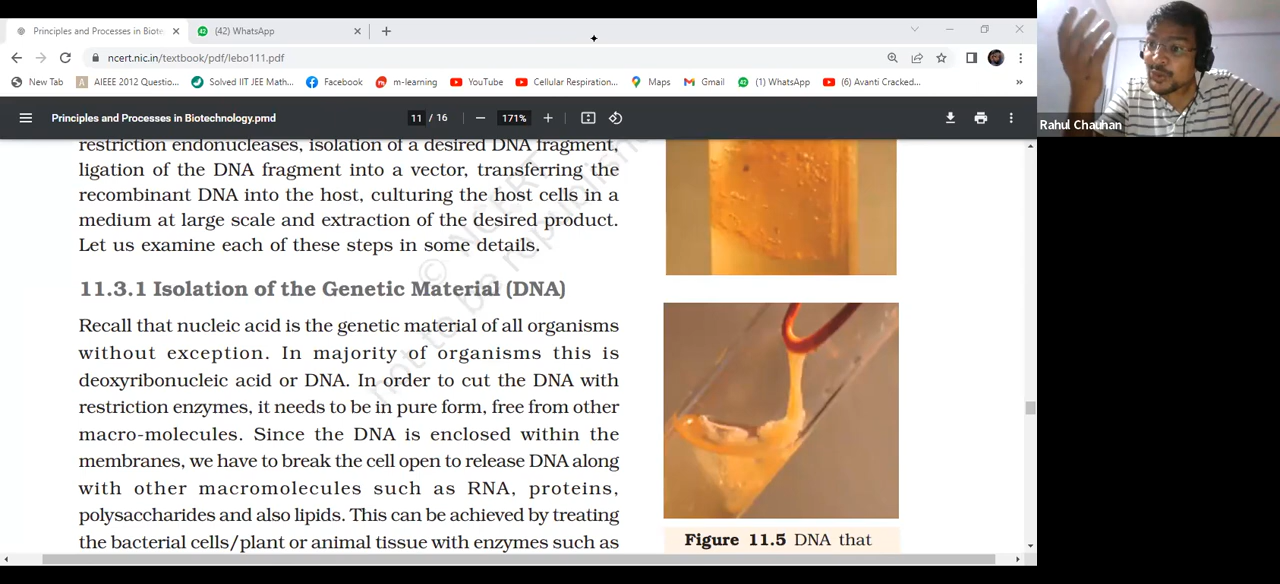 Principles and Processes in Biote
(42) WhatsApp
ncert.nic.in/textbook/pdf/lebo111.pdf
New Tab
AIEEE 2012 Questio...
Solved IIT JEE Math...
Facebook
m-learning
YouTube
Cellular Respiration...
Maps
Gmail
(1) WhatsApp
(6) Avanti Cracked...
»
Principles and Processes in Biotechnology.pmd
11 / 16
171%
Rahul Chauhan
restriction endonucleases, isolation of a desired DNA fragment,
ligation of the DNA fragment into a vector, transferring the
recombinant DNA into the host, culturing the host cells in a
medium at large scale and extraction of the desired product.
Let us examine each of these steps in some details.
11.3.1 Isolation of the Genetic Material (DNA)
Recall that nucleic acid is the genetic material of all organisms
without exception. In majority of organisms this is
deoxyribonucleic acid or DNA. In order to cut the DNA with
restriction enzymes, it needs to be in pure form, free from other
macro-molecules. Since the DNA is enclosed within the
membranes, we have to break the cell open to release DNA along
with other macromolecules such as RNA, proteins,
polysaccharides and also lipids. This can be achieved by treating
the bacterial cells/plant or animal tissue with enzymes such as
Figure 11.5 DNA that
© NCERT
not to be republish